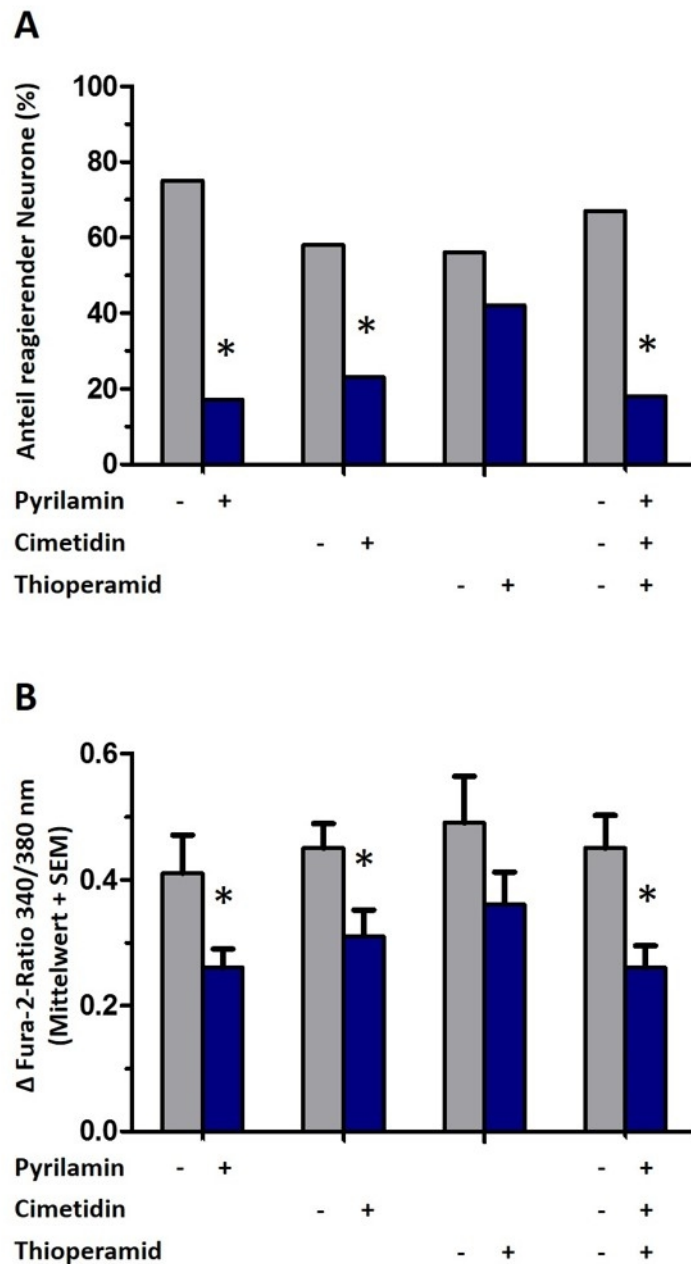 A
Anteil reagierender Neurone (%)
100
80
60
40
20
0
*
*
*
Pyrilamin - + - +
Cimetidin - + - +
Thioperamid - + - +
B
Δ Fura-2-Ratio 340/380 nm
(Mittelwert + SEM)
0.6
0.4
0.2
0.0
*
*
*
Pyrilamin - + - +
Cimetidin - + - +
Thioperamid - + - +